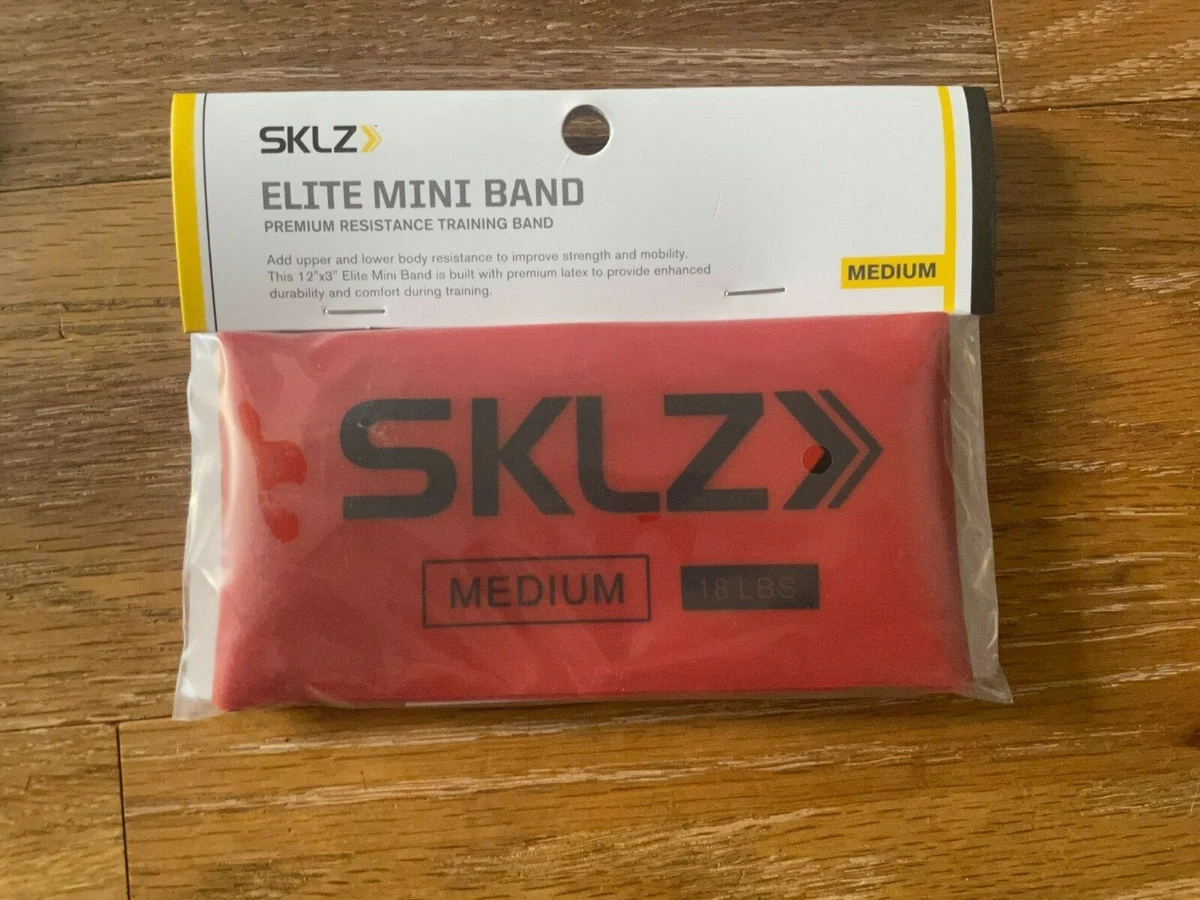 SKLZ
ELITE MINI BAND
PREMIUM RESISTANCE TRAINING BAND
Add upper and lower body resistance to improve strength and mobility.
This 12"x3" Elite Mini Band is built with premium latex to provide enhanced
durability and comfort during training.
MEDIUM
SKLZ
MEDIUM 18 LBS